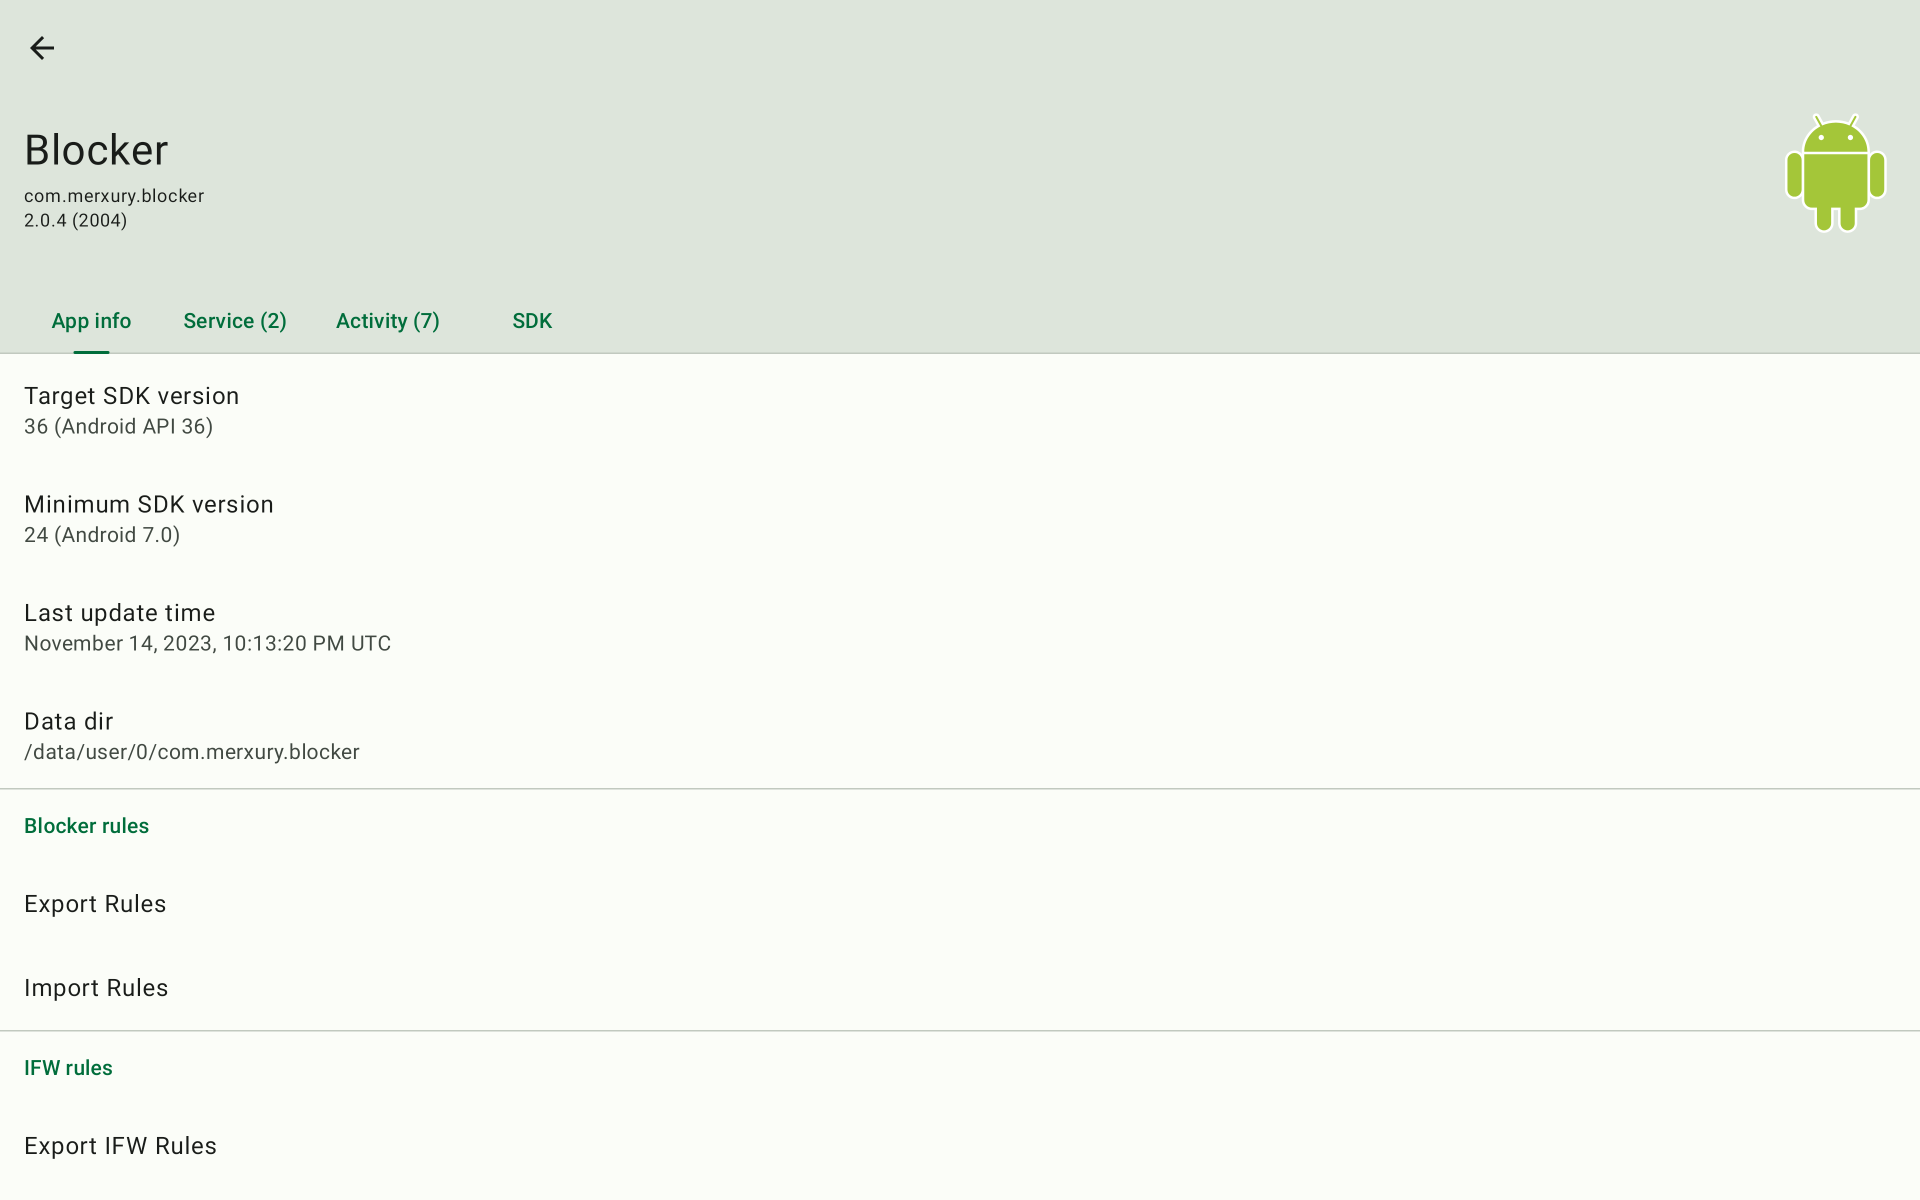 Blocker
com.merxury.blocker
2.0.4 (2004)
App info
Service (2)
Activity (7)
SDK
Target SDK version
36 (Android API 36)
Minimum SDK version
24 (Android 7.0)
Last update time
November 14, 2023, 10:13:20 PM UTC
Data dir
/data/user/0/com.merxury.blocker
Blocker rules
Export Rules
Import Rules
IFW rules
Export IFW Rules